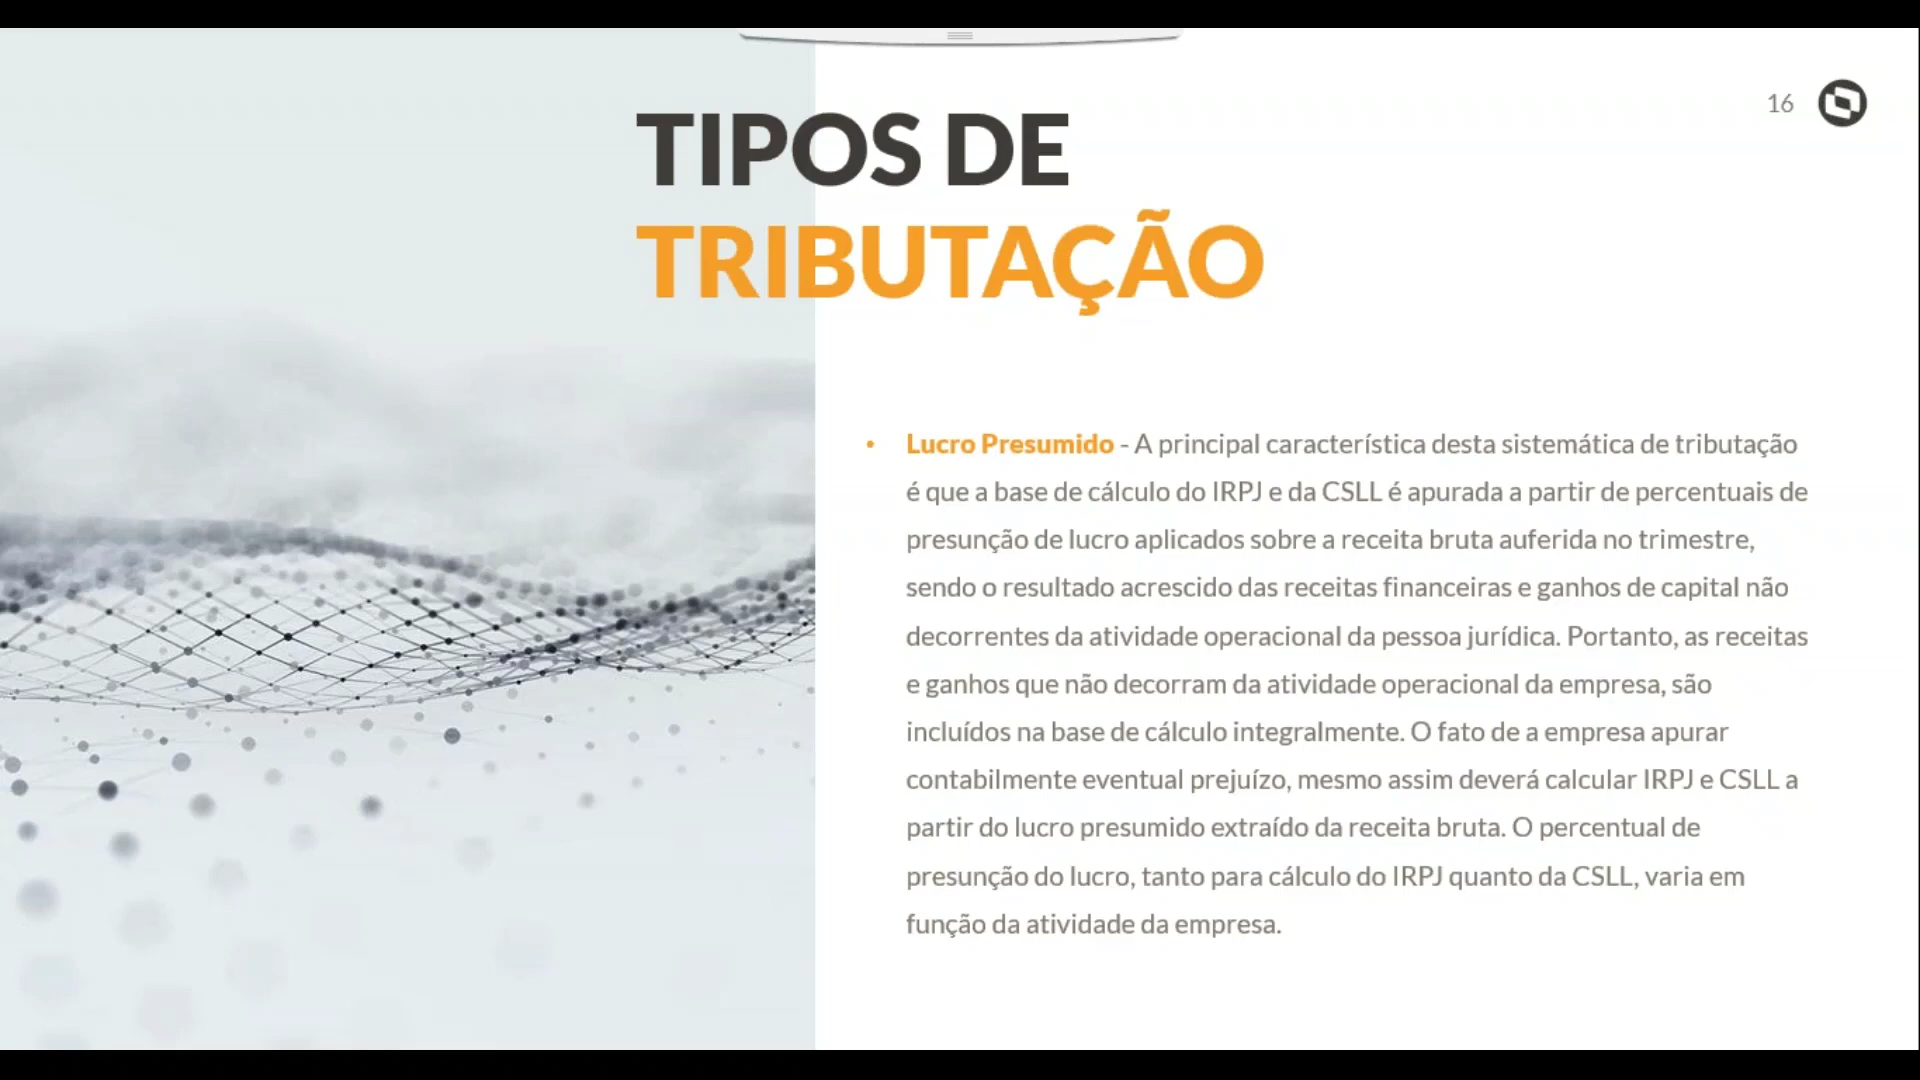 16
TIPOS DE
TRIBUTAÇÃO
• Lucro Presumido - A principal característica desta sistemática de tributação
é que a base de cálculo do IRPJ e da CSLL é apurada a partir de percentuais de
presunção de lucro aplicados sobre a receita bruta auferida no trimestre,
sendo o resultado acrescido das receitas financeiras e ganhos de capital não
decorrentes da atividade operacional da pessoa jurídica. Portanto, as receitas
e ganhos que não decorram da atividade operacional da empresa, são
incluídos na base de cálculo integralmente. O fato de a empresa apurar
contabilmente eventual prejuízo, mesmo assim deverá calcular IRPJ e CSLL a
partir do lucro presumido extraído da receita bruta. O percentual de
presunção do lucro, tanto para cálculo do IRPJ quanto da CSLL, varia em
função da atividade da empresa.